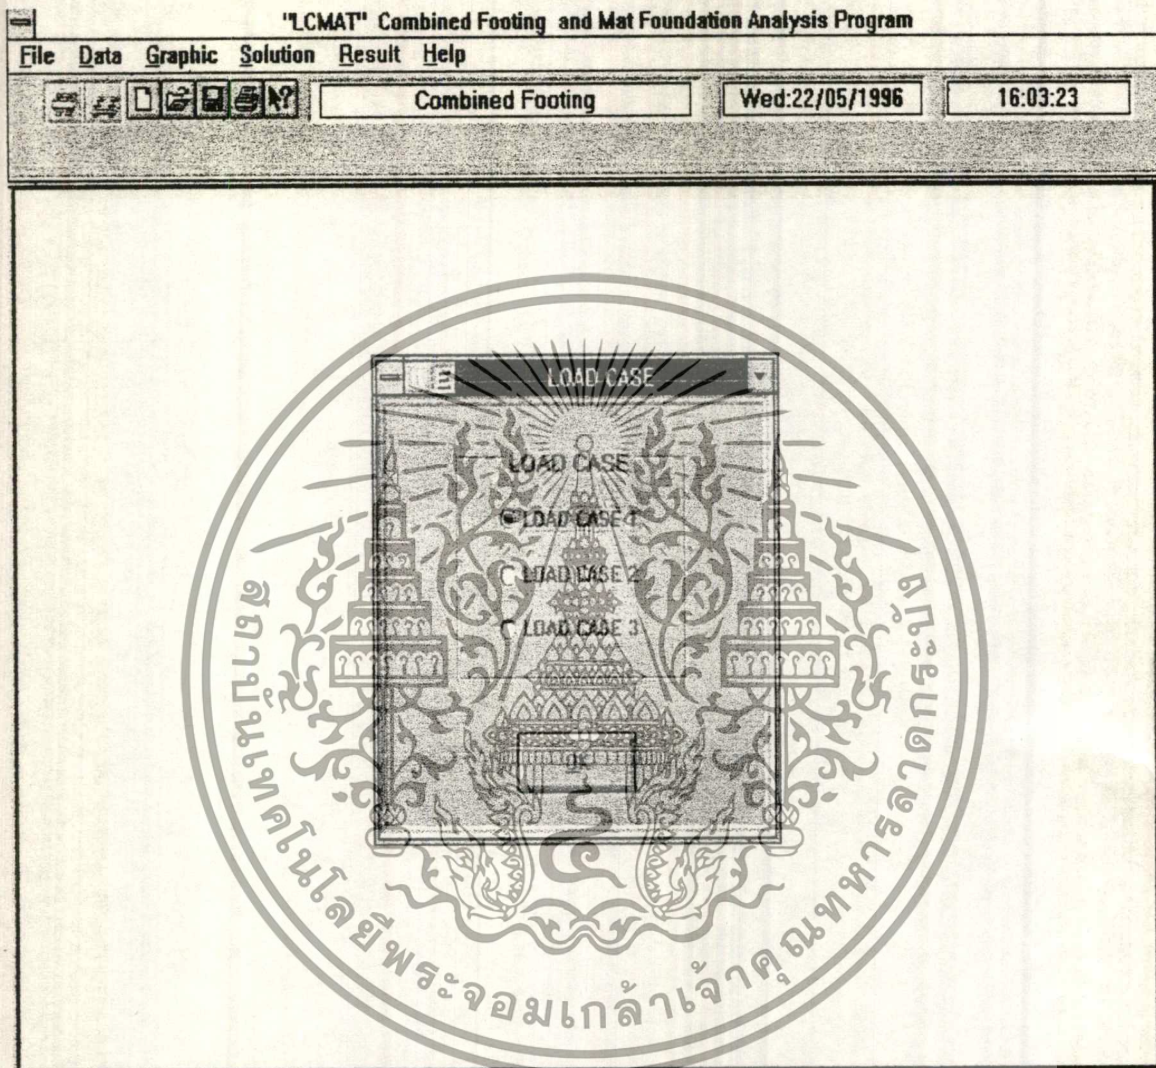 "LCMAT" Combined Footing and Mat Foundation Analysis Program
File Data Graphic Solution Result Help
Combined Footing Wed:22/05/1996 16:03:23
LOAD CASE
LOAD CASE
LOAD CASE 1
LOAD CASE 2
LOAD CASE 3
OK
สถาบันเทคโนโลยีพระจอมเกล้าเจ้าคุณทหารลาดกระบัง